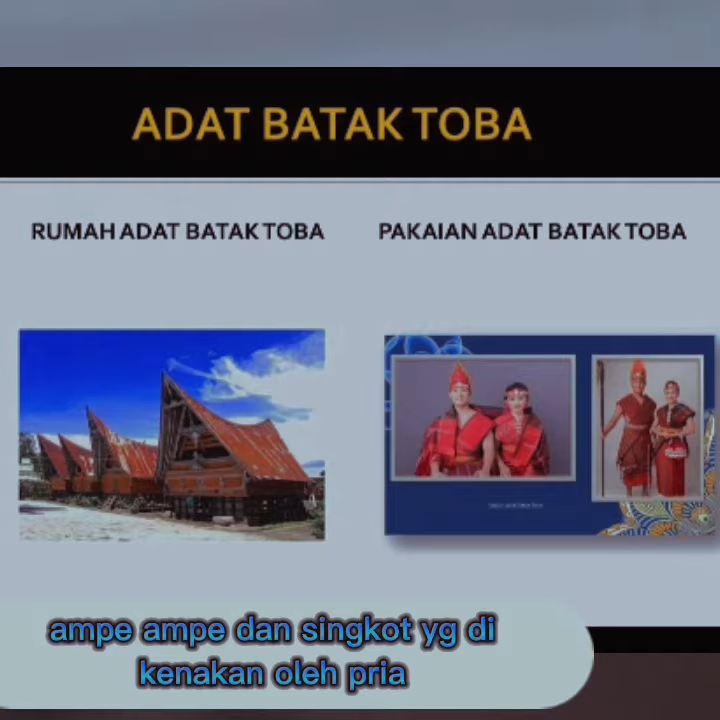 ADAT BATAK TOBA
RUMAH ADAT BATAK TOBA
PAKAIAN ADAT BATAK TOBA
ampe ampe dan singkot yg di
kenakan oleh pria